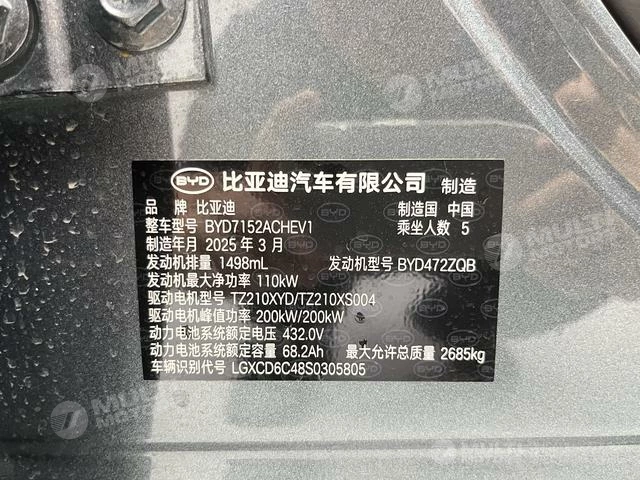 BYD 比亚迪汽车有限公司 制造
品 牌 比亚迪 制造国 中国
整车型号 BYD7152ACHEV1 乘坐人数 5
制造年月 2025 年 3 月
发动机排量 1498mL 发动机型号 BYD472ZQB
发动机最大净功率 110kW
驱动电机型号 TZ210XYD/TZ210XS004
驱动电机峰值功率 200kW/200kW
动力电池系统额定电压 432.0V
动力电池系统额定容量 68.2Ah 最大允许总质量 2685kg
车辆识别代号 LGXCD6C48S0305805